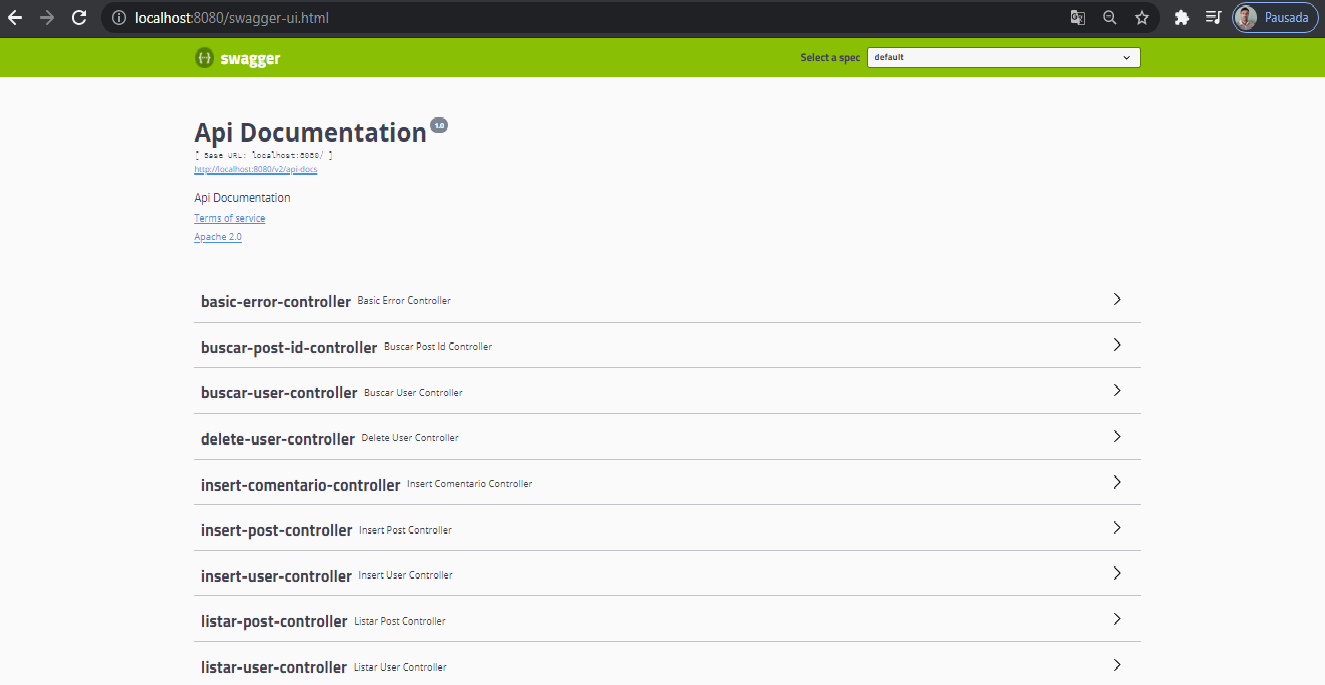 localhost:8080/swagger-ui.html
Pausada
swagger
Select a spec
default
Api Documentation 1.0
[ Base URL: localhost:8080/ ]
http://localhost:8080/v2/api-docs
Api Documentation
Terms of service
Apache 2.0
basic-error-controller Basic Error Controller
buscar-post-id-controller Buscar Post Id Controller
buscar-user-controller Buscar User Controller
delete-user-controller Delete User Controller
insert-comentario-controller Insert Comentario Controller
insert-post-controller Insert Post Controller
insert-user-controller Insert User Controller
listar-post-controller Listar Post Controller
listar-user-controller Listar User Controller